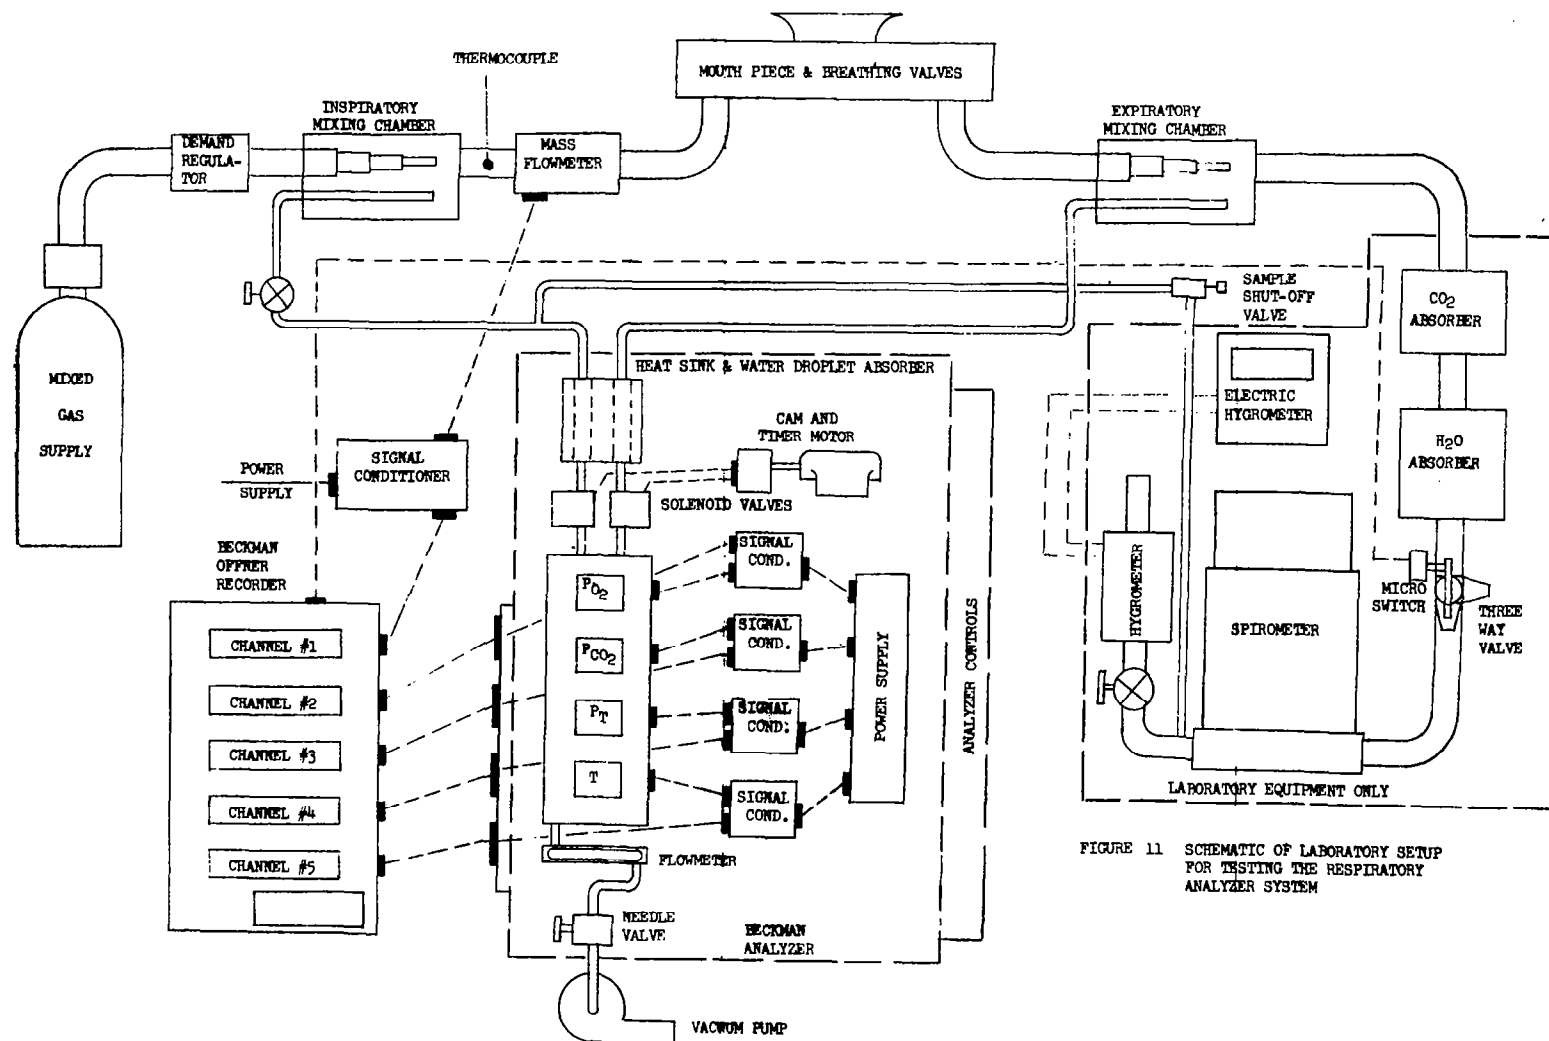 THERMOCOUPLE
MOUTH PIECE & BREATHING VALVES
INSPIRATORY
MIXING CHAMBER
EXPIRATORY
MIXING CHAMBER
DEMAND
REGULA-
TOR
MASS
FLOWMETER
SAMPLE
SHUT-OFF
VALVE
CO2
ABSORBER
MIXED
GAS
SUPPLY
HEAT SINK & WATER DROPLET ABSORBER
ELECTRIC
HYGROMETER
CAM AND
TIMER MOTOR
H2O
ABSORBER
SIGNAL
CONDITIONER
POWER
SUPPLY
SOLENOID VALVES
BECKMAN
OFFNER
RECORDER
SIGNAL
COND.
PO2
HYGROMETER
MICRO
SWITCH
THREE
WAY
VALVE
SPIROMETER
CHANNEL #1
PCO2
SIGNAL
COND.
POWER SUPPLY
ANALYZER CONTROLS
CHANNEL #2
PT
SIGNAL
COND.
CHANNEL #3
T
SIGNAL
COND.
CHANNEL #4
LABORATORY EQUIPMENT ONLY
CHANNEL #5
FLOWMETER
FIGURE 11 SCHEMATIC OF LABORATORY SETUP
FOR TESTING THE RESPIRATORY
ANALYZER SYSTEM
NEEDLE
VALVE
BECKMAN
ANALYZER
VACWUM PUMP